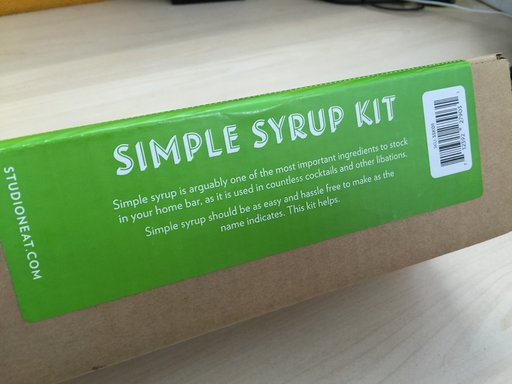 SIMPLE SYRUP KIT
Simple syrup is arguably one of the most important ingredients to stock
in your home bar, as it is used in countless cocktails and other libations.
Simple syrup should be as easy and hassle free to make as the
name indicates. This kit helps.
STUDIONEAT.COM